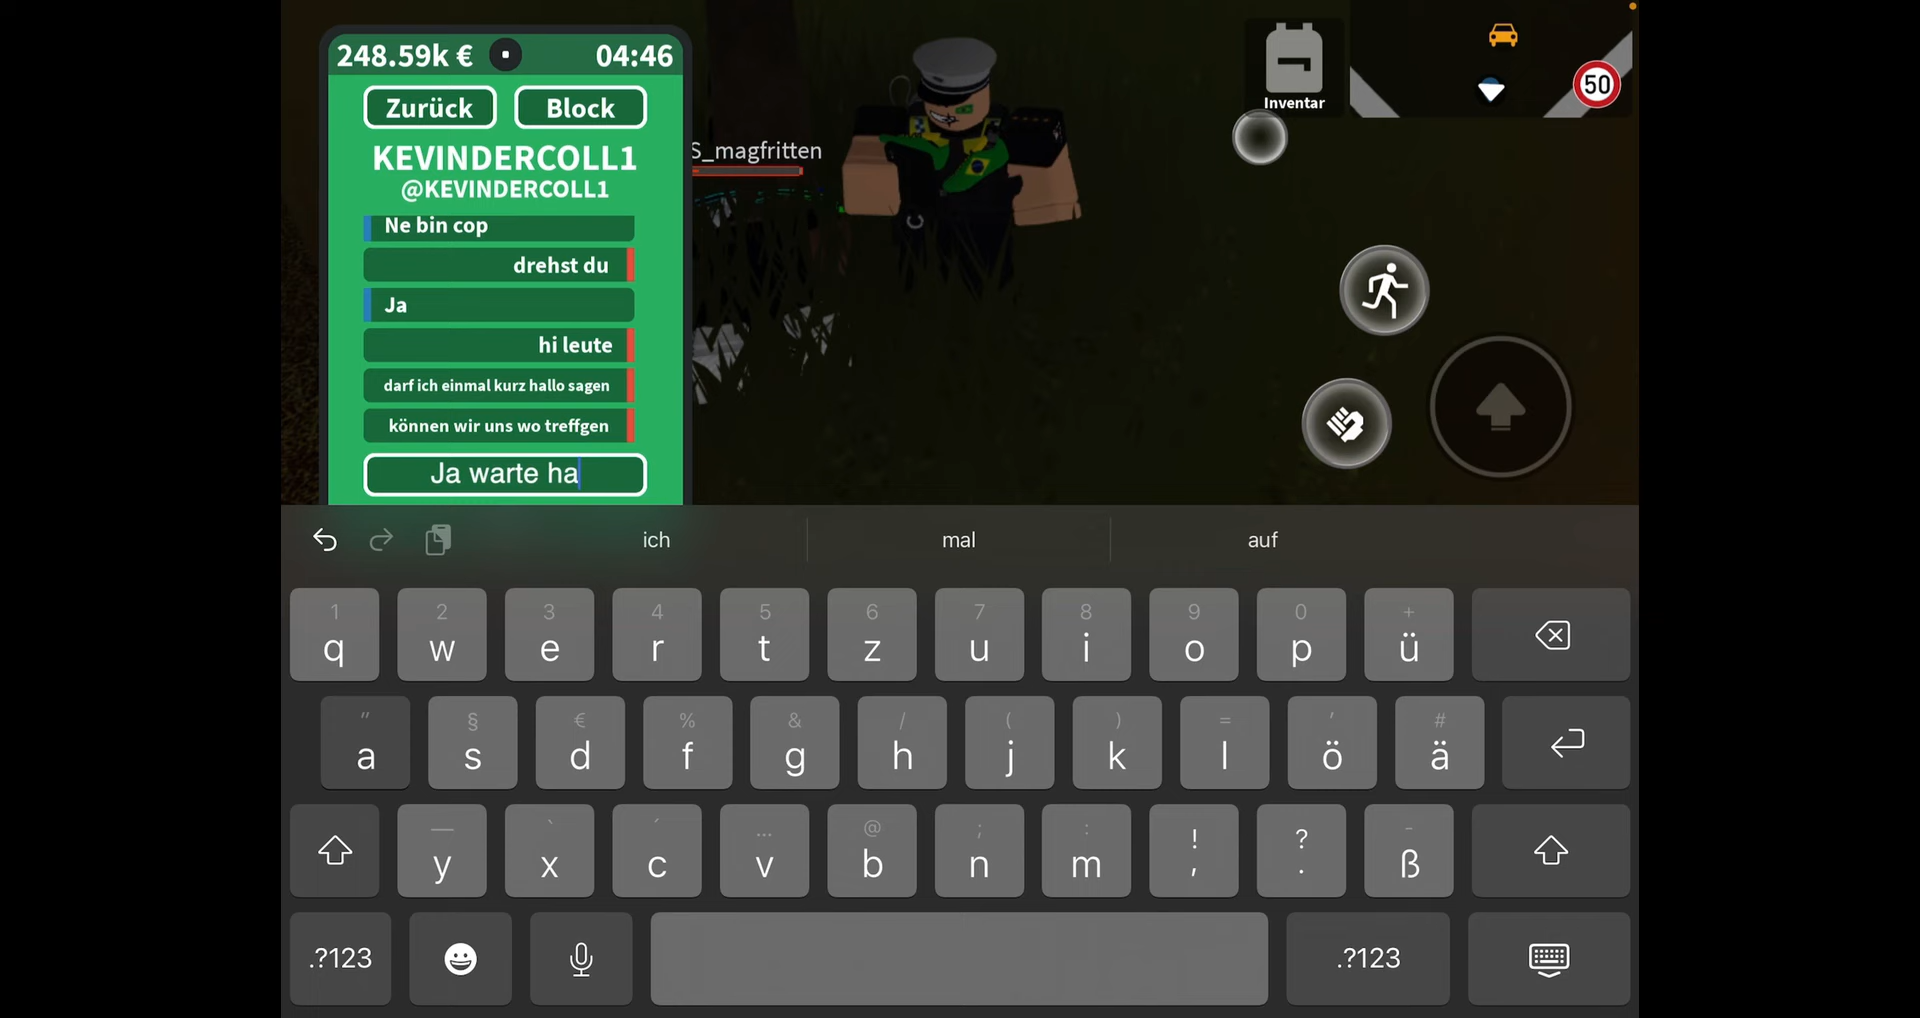 248.59k €
04:46
Zurück
Block
KEVINDERCOLL1
@KEVINDERCOLL1
Ne bin cop
drehst du
Ja
hi leute
darf ich einmal kurz hallo sagen
können wir uns wo treffgen
Ja warte ha
S_magfritten
Inventar
50
ich mal auf
1 2 3 4 5 6 7 8 9 0 +
q w e r t z u i o p ü
" § € % & / ( ) = ' #
a s d f g h j k l ö ä
— ` ´ ... @ ; : ! ? -
y x c v b n m , . ß
.?123 .?123